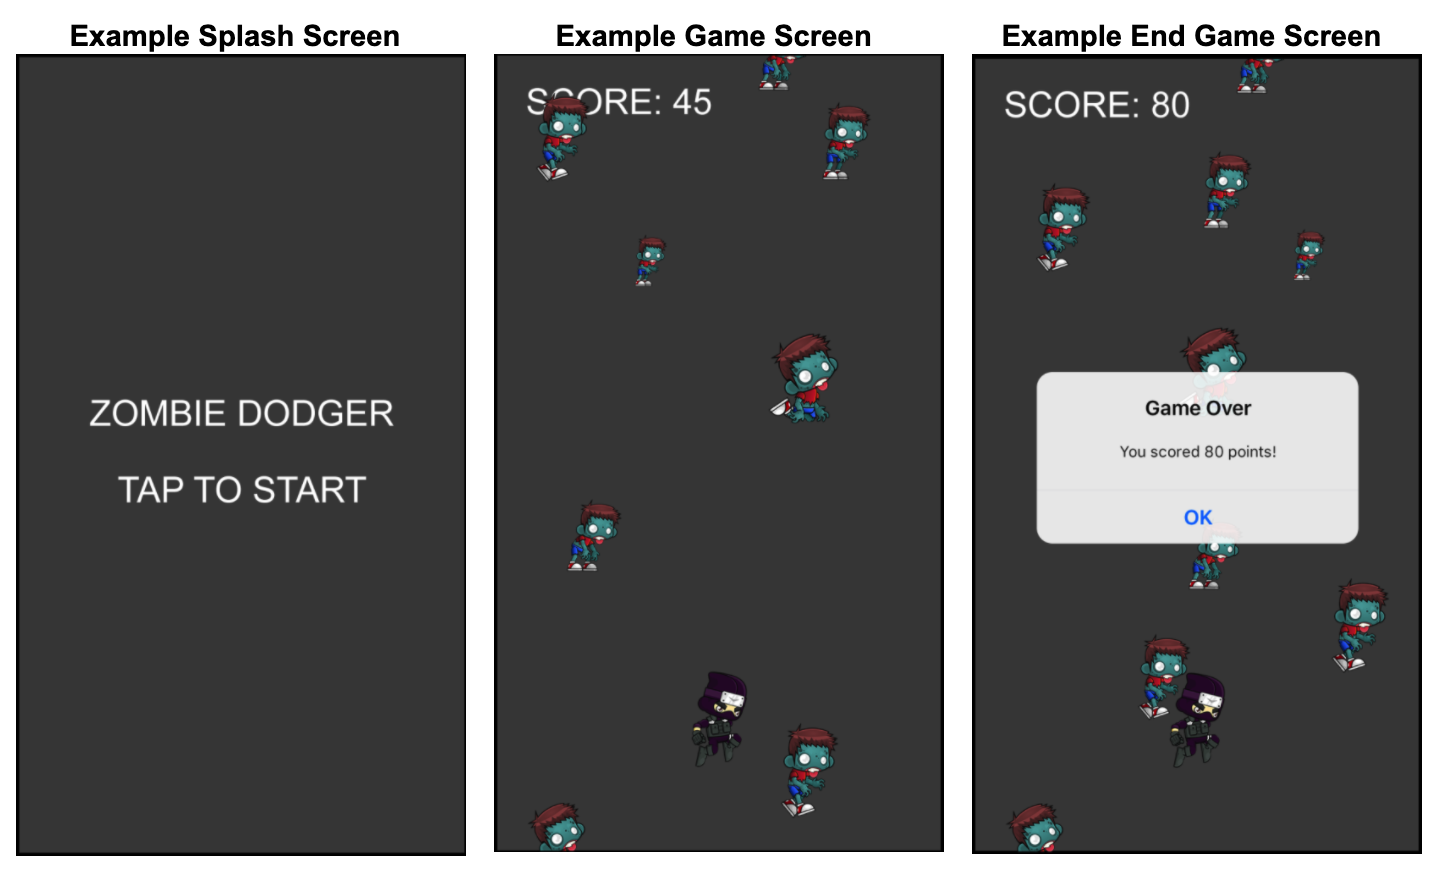 Example Splash Screen
ZOMBIE DODGER
TAP TO START
Example Game Screen
SCORE: 45
Example End Game Screen
SCORE: 80
Game Over
You scored 80 points!
OK